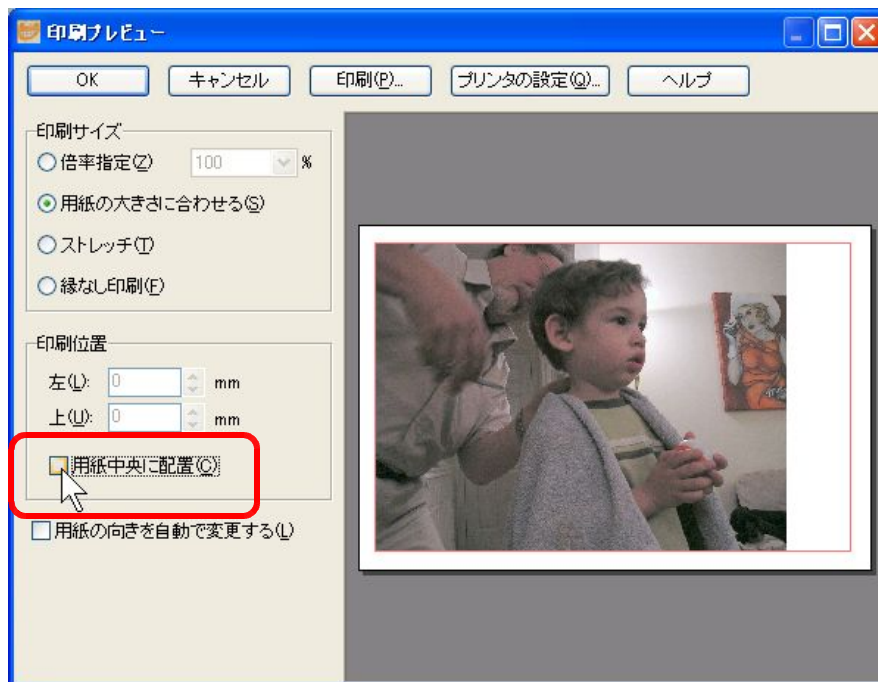 印刷プレビュー
OK キャンセル 印刷(P)... プリンタの設定(Q)... ヘルプ
印刷サイズ
倍率指定(Z) 100 %
用紙の大きさに合わせる(S)
ストレッチ(T)
縁なし印刷(F)
印刷位置
左(L): 0 mm
上(U): 0 mm
用紙中央に配置(C)
用紙の向きを自動で変更する(L)